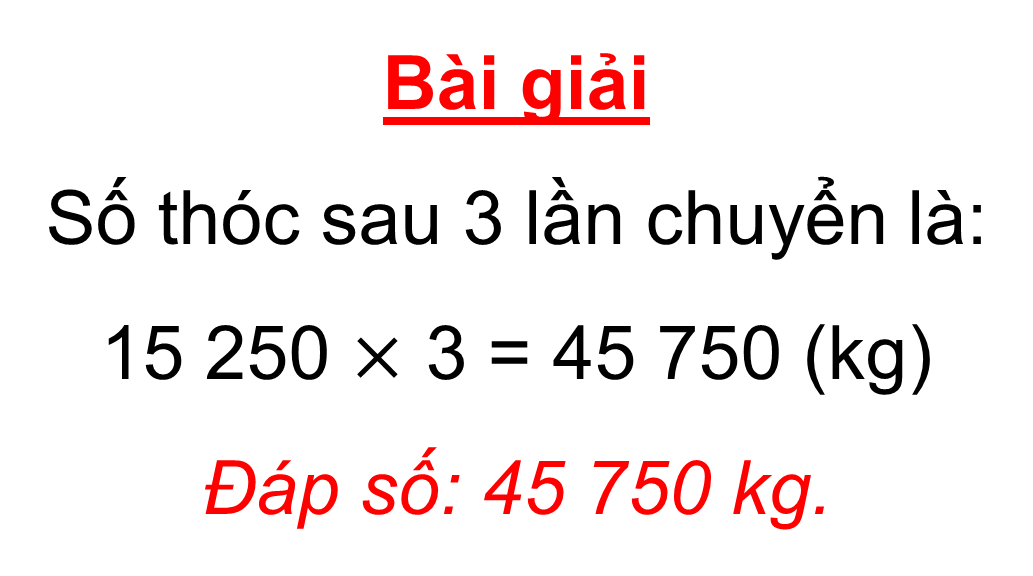 Bài giải
Số thóc sau 3 lần chuyển là:
15 250 × 3 = 45 750 (kg)
Đáp số: 45 750 kg.